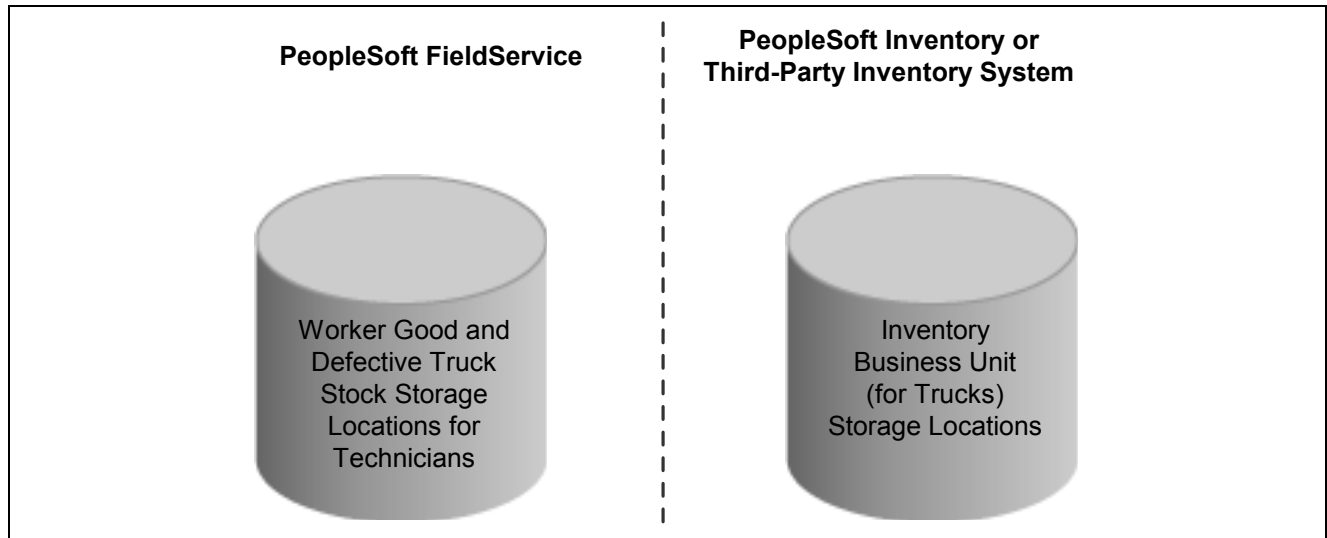 PeopleSoft FieldService
PeopleSoft Inventory or
Third-Party Inventory System
Worker Good and
Defective Truck
Stock Storage
Locations for
Technicians
Inventory
Business Unit
(for Trucks)
Storage Locations